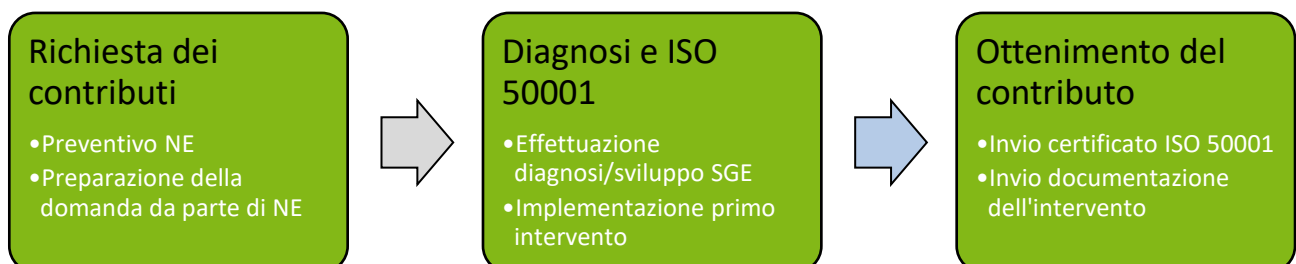 Richiesta dei
contributi
•Preventivo NE
•Preparazione della
domanda da parte di NE
Diagnosi e ISO
50001
•Effettuazione
diagnosi/sviluppo SGE
•Implementazione primo
intervento
Ottenimento del
contributo
•Invio certificato ISO 50001
•Invio documentazione
dell'intervento